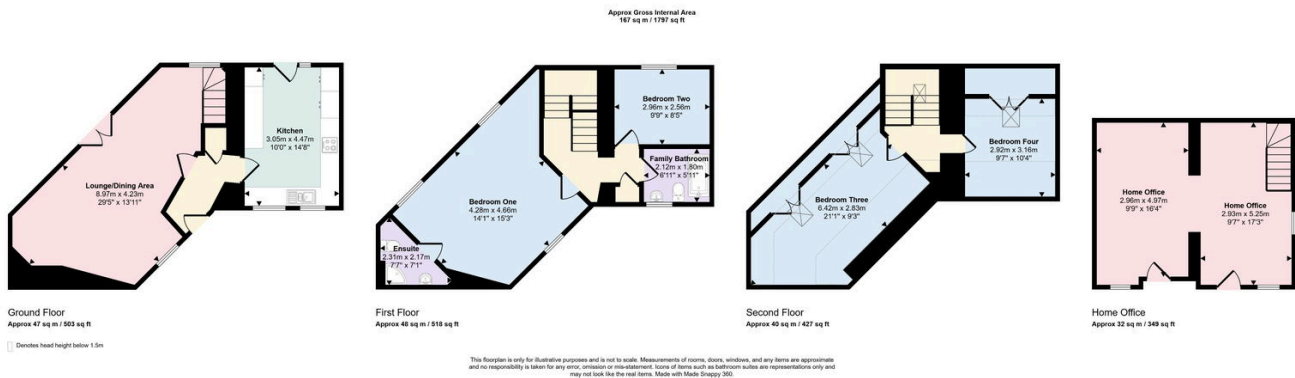 Approx Gross Internal Area
167 sq m / 1797 sq ft
Kitchen
3.05m x 4.47m
10'0" x 14'8"
Lounge/Dining Area
8.97m x 4.23m
29'5" x 13'11"
Ground Floor
Approx 47 sq m / 503 sq ft
Denotes head height below 1.5m
Bedroom Two
2.96m x 2.56m
9'9" x 8'5"
Family Bathroom
2.12m x 1.80m
6'11" x 5'11"
Bedroom One
4.28m x 4.66m
14'1" x 15'3"
Ensuite
2.31m x 2.17m
7'7" x 7'1"
First Floor
Approx 48 sq m / 518 sq ft
Bedroom Four
2.92m x 3.16m
9'7" x 10'4"
Bedroom Three
6.42m x 2.83m
21'1" x 9'3"
Second Floor
Approx 40 sq m / 427 sq ft
Home Office
2.96m x 4.97m
9'9" x 16'4"
Home Office
2.93m x 5.25m
9'7" x 17'3"
Home Office
Approx 32 sq m / 349 sq ft
This floorplan is only for illustrative purposes and is not to scale. Measurements of rooms, doors, windows, and any items are approximate
and no responsibility is taken for any error, omission or mis-statement. Icons of items such as bathroom suites are representations only and
may not look like the real items. Made with Made Snappy 360.